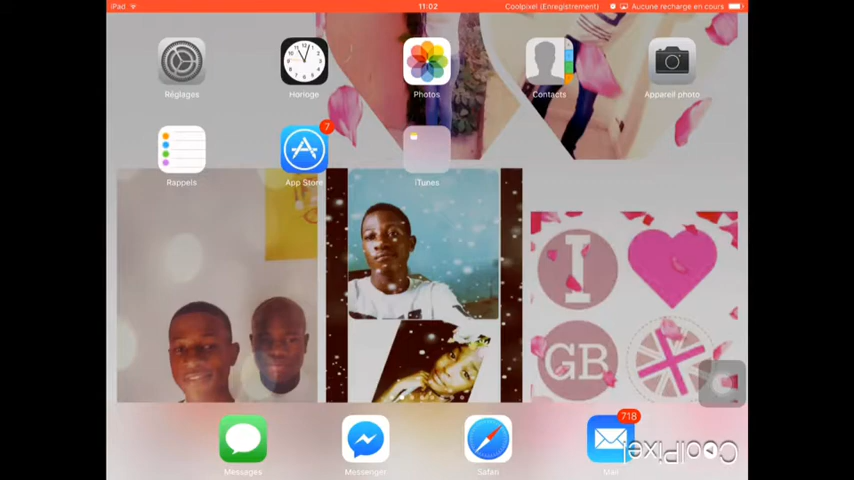 iPad 11:02 Coolpixel (Enregistrement) Aucune recharge en cours
Réglages Horloge Photos Contacts Appareil photo
7
Rappels App Store iTunes
I
GB
718
Messages Messenger Safari Mail
CoolPixel